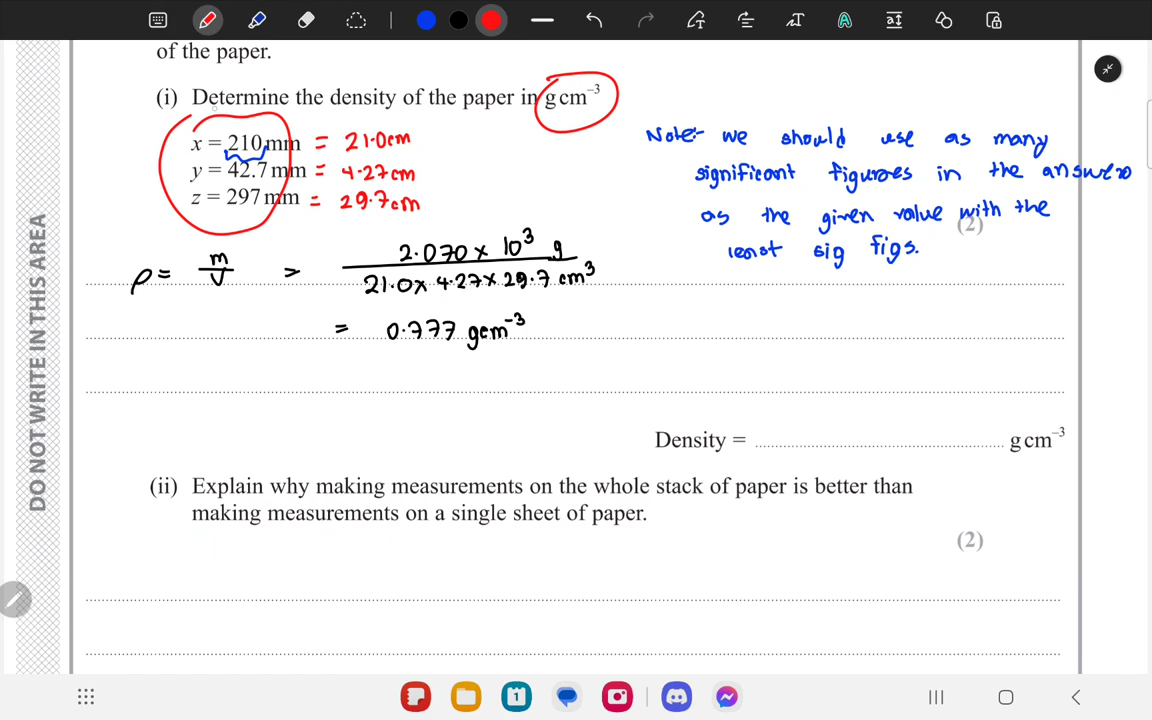 of the paper.
(i) Determine the density of the paper in g cm⁻³
x = 210 mm = 21.0cm
y = 42.7 mm = 4.27cm
z = 297 mm = 29.7cm
Note:- we should use as many
significant figures in the answer
as the given value with the
least sig figs.
(2)
ρ = m/v = 2.070 x 10³ g / 21.0 x 4.27 x 29.7 cm³
= 0.777 gcm⁻³
Density = ........ g cm⁻³
(ii) Explain why making measurements on the whole stack of paper is better than
making measurements on a single sheet of paper.
(2)
DO NOT WRITE IN THIS AREA